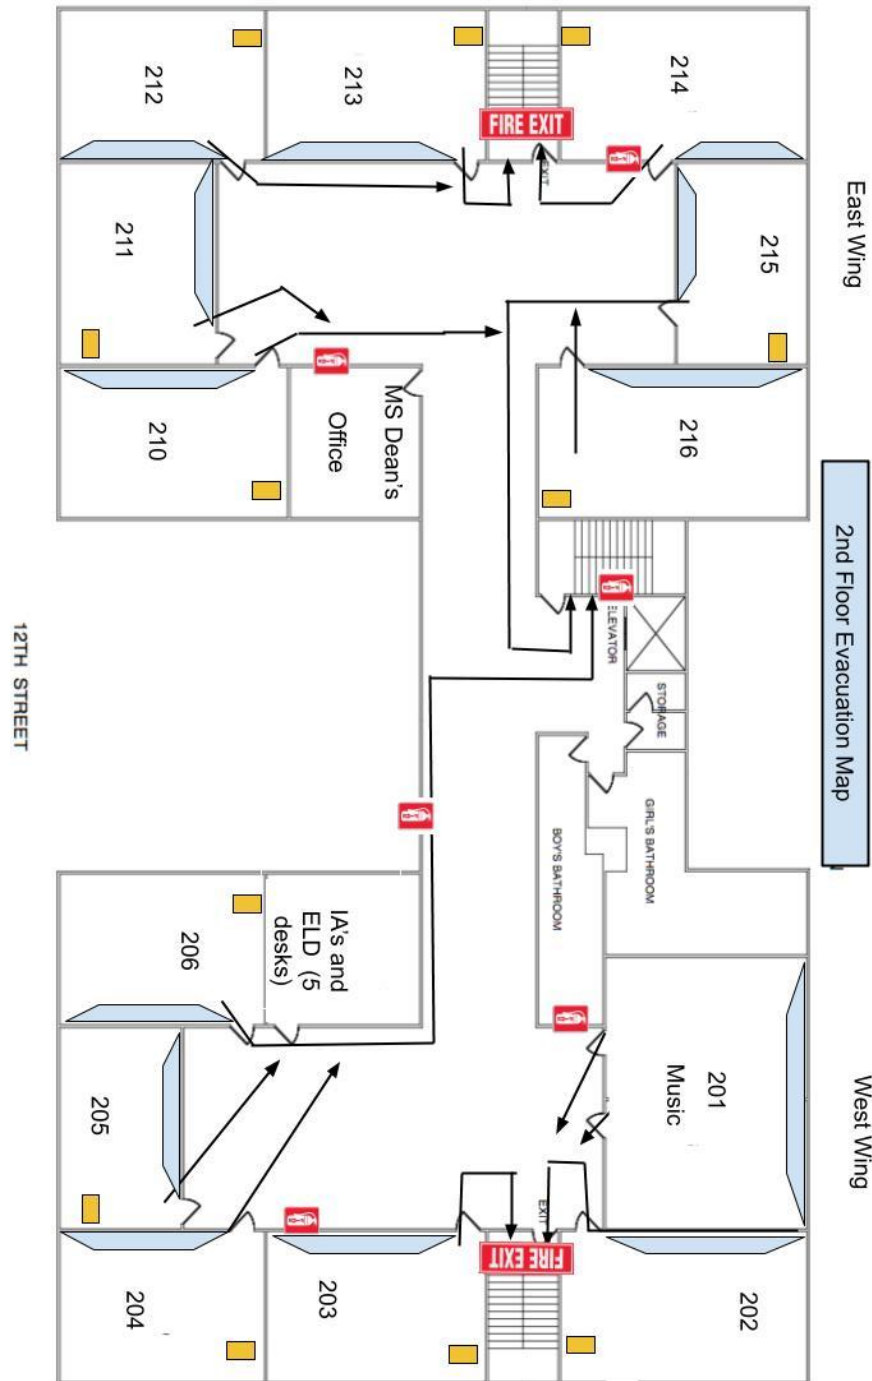 2nd Floor Evacuation Map
East Wing
West Wing
212
213
FIRE EXIT
EXIT
214
211
215
210
MS Dean's
Office
216
ELEVATOR
STORAGE
GIRL'S BATHROOM
BOY'S BATHROOM
12TH STREET
206
IA's and
ELD (5
desks)
201
Music
205
EXIT
FIRE EXIT
204
203
202